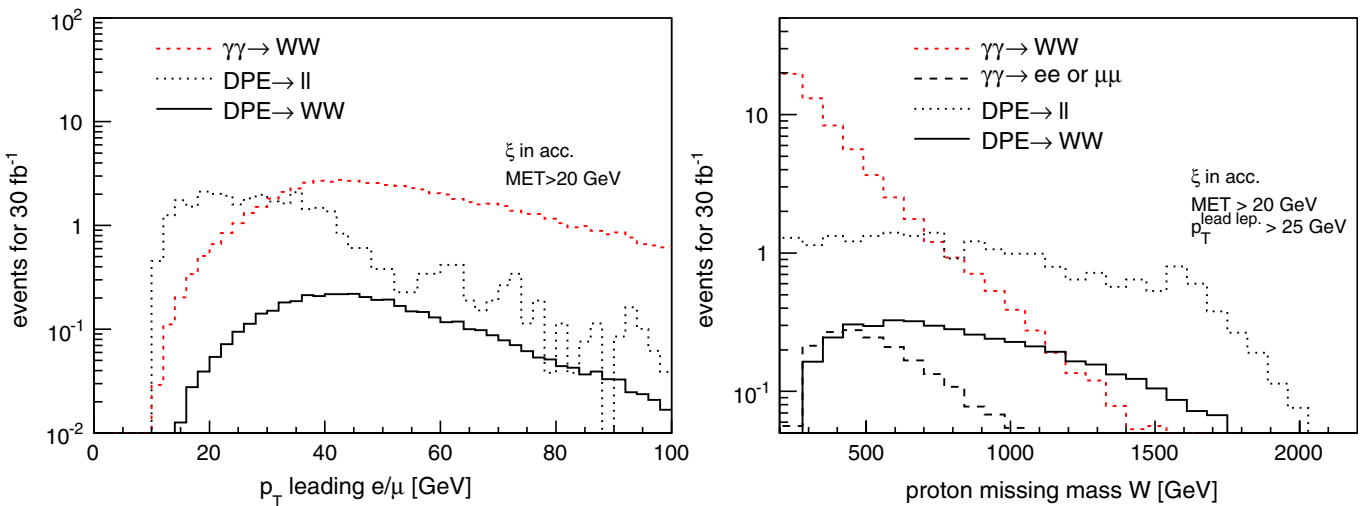 events for 30 fb⁻¹
10²
10
1
10⁻¹
10⁻²
γγ→ WW
DPE→ ll
DPE→ WW
ξ in acc.
MET>20 GeV
0 20 40 60 80 100
p_T leading e/μ [GeV]
events for 30 fb⁻¹
10
1
10⁻¹
γγ→ WW
γγ→ ee or μμ
DPE→ ll
DPE→ WW
ξ in acc.
MET > 20 GeV
p_T^lead lep. > 25 GeV
500 1000 1500 2000
proton missing mass W [GeV]